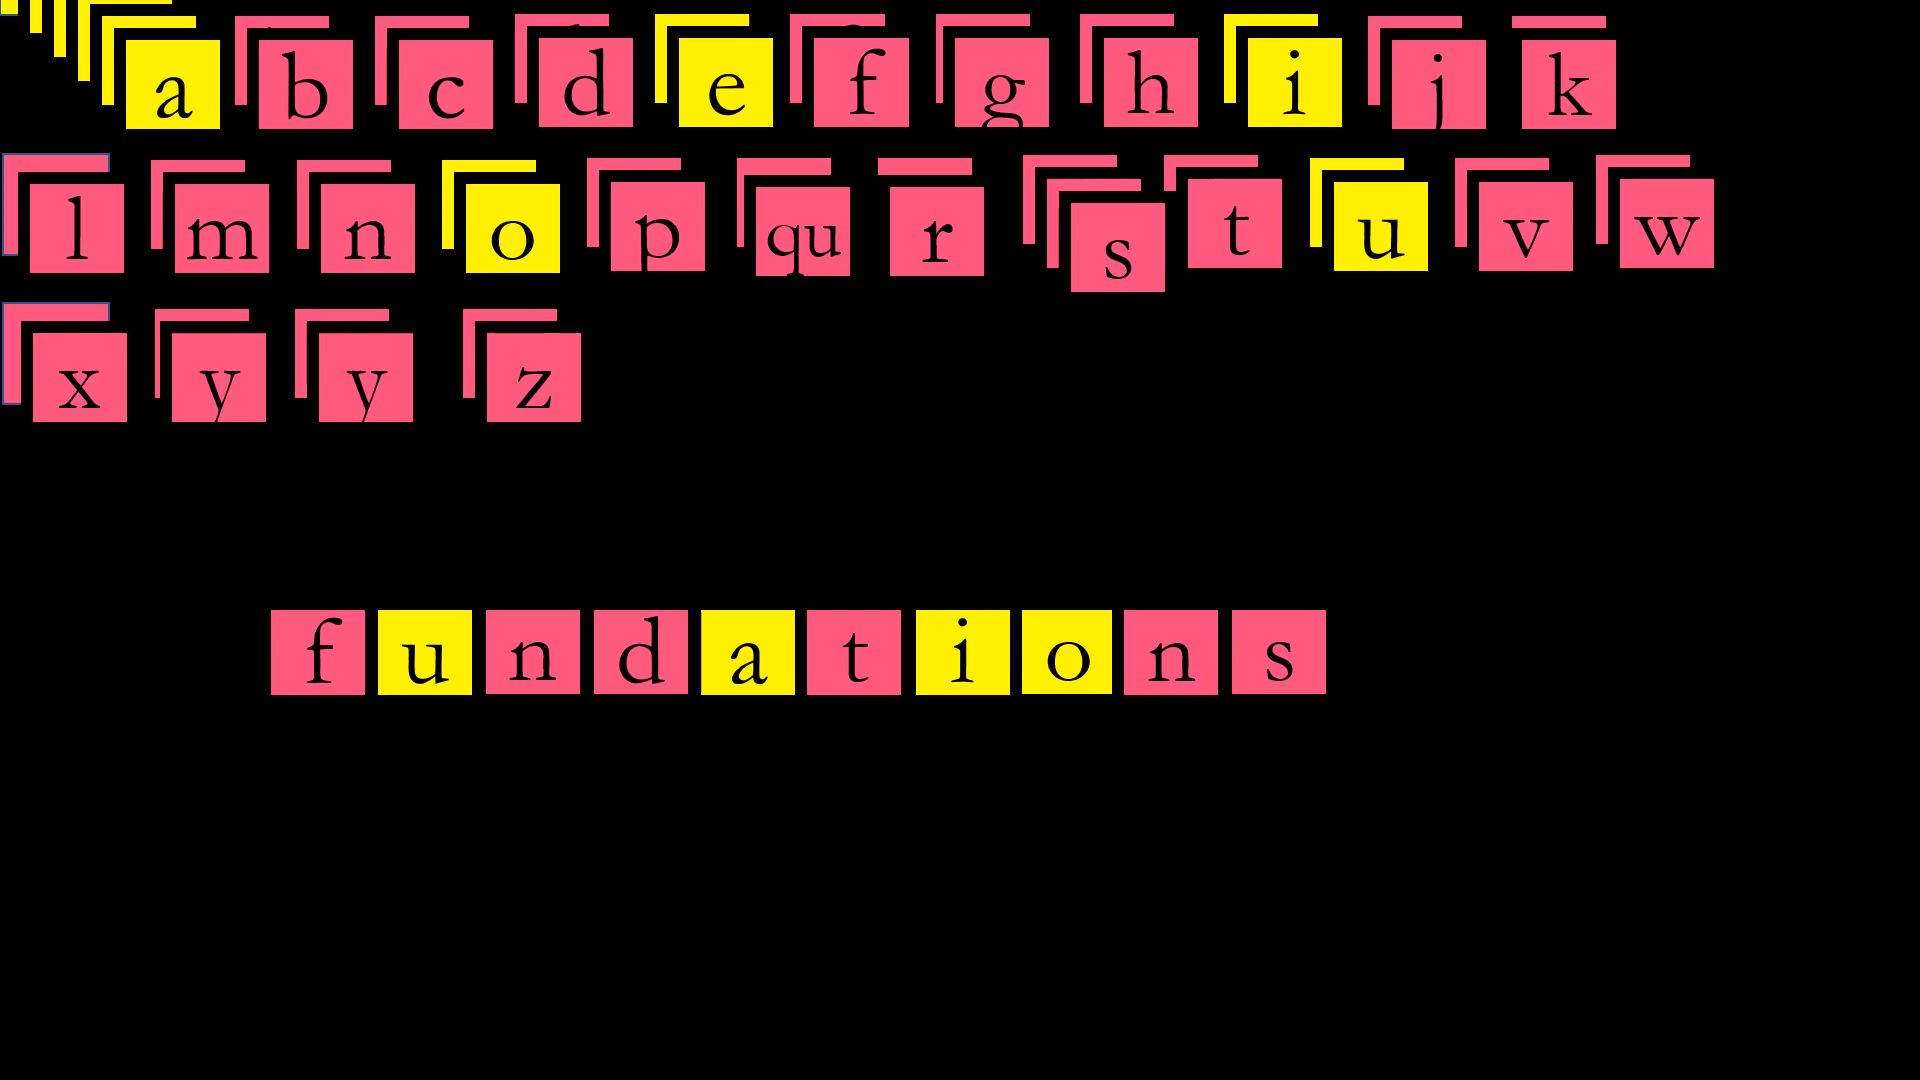 a b c d e f g h i j k
l m n o p qu r s t u v w
x y y z
f u n d a t i o n s